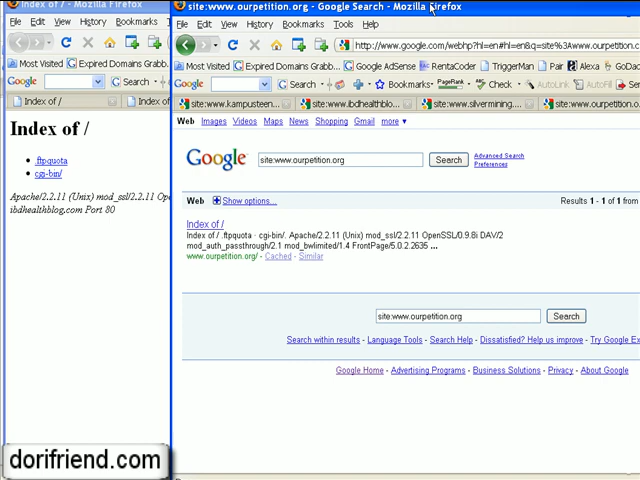 Index of / - Mozilla Firefox
File Edit View History Bookmarks
Most Visited Expired Domains Grabb
Google Search
Index of / Index of
Index of /
.ftpquota
cgi-bin/
Apache/2.2.11 (Unix) mod_ssl/2.2.11 Ope
ibdhealthblog.com Port 80
site:www.ourpetition.org - Google Search - Mozilla Firefox
File Edit View History Bookmarks Tools Help
http://www.google.com/webhp?hl=en#hl=en&q=site%3Awww.ourpetition.o
Most Visited Expired Domains Grabb... Google AdSense RentaCoder TriggerMan Pair Alexa GoDa
Google Search Bookmarks PageRank Check AutoLink AutoFill Send
site:www.kampusteen... site:www.ibdhealthblo... site:www.silvermining... site:www.ourpetition.o
Web Images Videos Maps News Shopping Gmail more
Google site:www.ourpetition.org Search Advanced Search
Preferences
Web Show options... Results 1 - 1 of 1 from
Index of /
Index of / .ftpquota · cgi-bin/. Apache/2.2.11 (Unix) mod_ssl/2.2.11 OpenSSL/0.9.8i DAV/2
mod_auth_passthrough/2.1 mod_bwlimited/1.4 FrontPage/5.0.2.2635 ...
www.ourpetition.org/ - Cached - Similar
site:www.ourpetition.org Search
Search within results - Language Tools - Search Help - Dissatisfied? Help us improve - Try Google Ex
Google Home - Advertising Programs - Business Solutions - Privacy - About Google
dorifriend.com